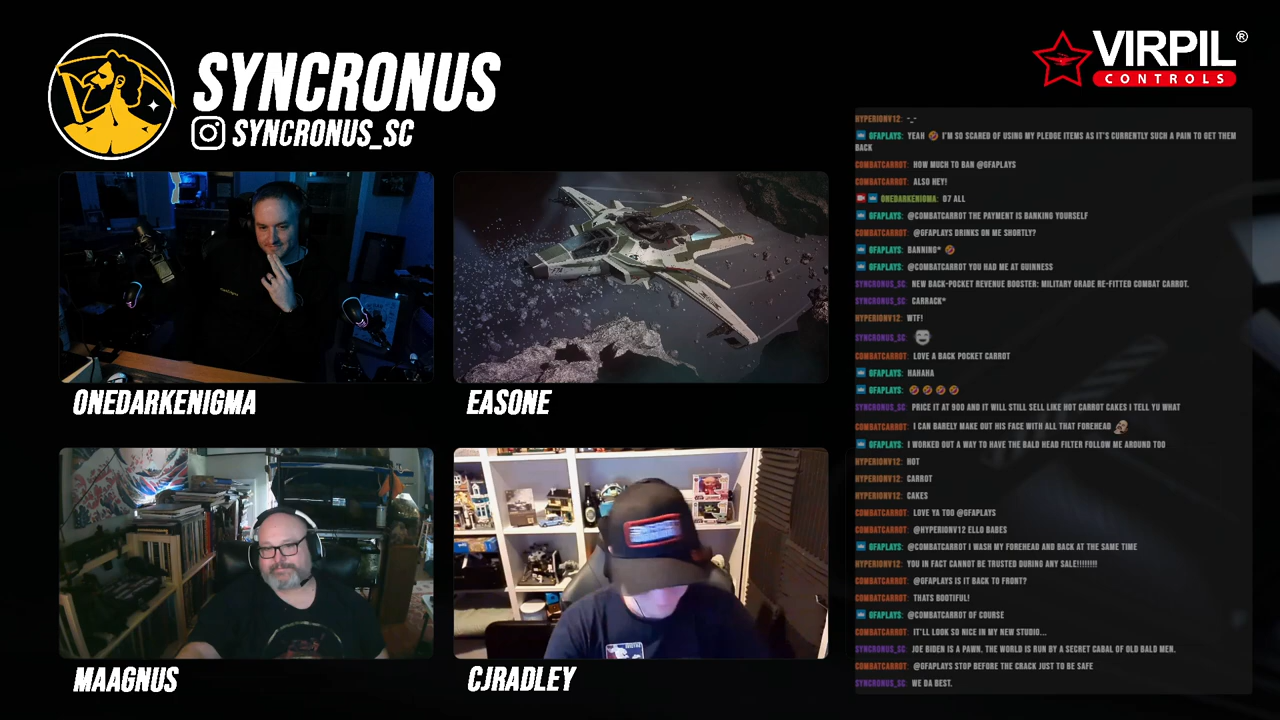 SYNCRONUS
SYNCRONUS_SC
VIRPIL®
CONTROLS
ONEDARKENIGMA
EASONE
MAAGNUS
CJRADLEY
HYPERIONV12: -_-
GFAPLAYS: YEAH 🤣 I'M SO SCARED OF USING MY PLEDGE ITEMS AS IT'S CURRENTLY SUCH A PAIN TO GET THEM
BACK
COMBATCARROT: HOW MUCH TO BAN @GFAPLAYS
COMBATCARROT: ALSO HEY!
ONEDARKENIGMA: O7 ALL
GFAPLAYS: @COMBATCARROT THE PAYMENT IS BANKING YOURSELF
COMBATCARROT: @GFAPLAYS DRINKS ON ME SHORTLY?
GFAPLAYS: BANNING* 🤣
GFAPLAYS: @COMBATCARROT YOU HAD ME AT GUINNESS
SYNCRONUS_SC: NEW BACK-POCKET REVENUE BOOSTER: MILITARY GRADE RE-FITTED COMBAT CARROT.
SYNCRONUS_SC: CARRACK*
HYPERIONV12: WTF!
SYNCRONUS_SC:
COMBATCARROT: LOVE A BACK POCKET CARROT
GFAPLAYS: HAHAHA
GFAPLAYS: 🤣 🤣 🤣 🤣
SYNCRONUS_SC: PRICE IT AT 900 AND IT WILL STILL SELL LIKE HOT CARROT CAKES I TELL YU WHAT
COMBATCARROT: I CAN BARELY MAKE OUT HIS FACE WITH ALL THAT FOREHEAD
GFAPLAYS: I WORKED OUT A WAY TO HAVE THE BALD HEAD FILTER FOLLOW ME AROUND TOO
HYPERIONV12: HOT
HYPERIONV12: CARROT
HYPERIONV12: CAKES
COMBATCARROT: LOVE YA TOO @GFAPLAYS
COMBATCARROT: @HYPERIONV12 ELLO BABES
GFAPLAYS: @COMBATCARROT I WASH MY FOREHEAD AND BACK AT THE SAME TIME
HYPERIONV12: YOU IN FACT CANNOT BE TRUSTED DURING ANY SALE!!!!!!!!
COMBATCARROT: @GFAPLAYS IS IT BACK TO FRONT?
COMBATCARROT: THATS BOOTIFUL!
GFAPLAYS: @COMBATCARROT OF COURSE
COMBATCARROT: IT'LL LOOK SO NICE IN MY NEW STUDIO...
SYNCRONUS_SC: JOE BIDEN IS A PAWN. THE WORLD IS RUN BY A SECRET CABAL OF OLD BALD MEN.
COMBATCARROT: @GFAPLAYS STOP BEFORE THE CRACK JUST TO BE SAFE
SYNCRONUS_SC: WE DA BEST.